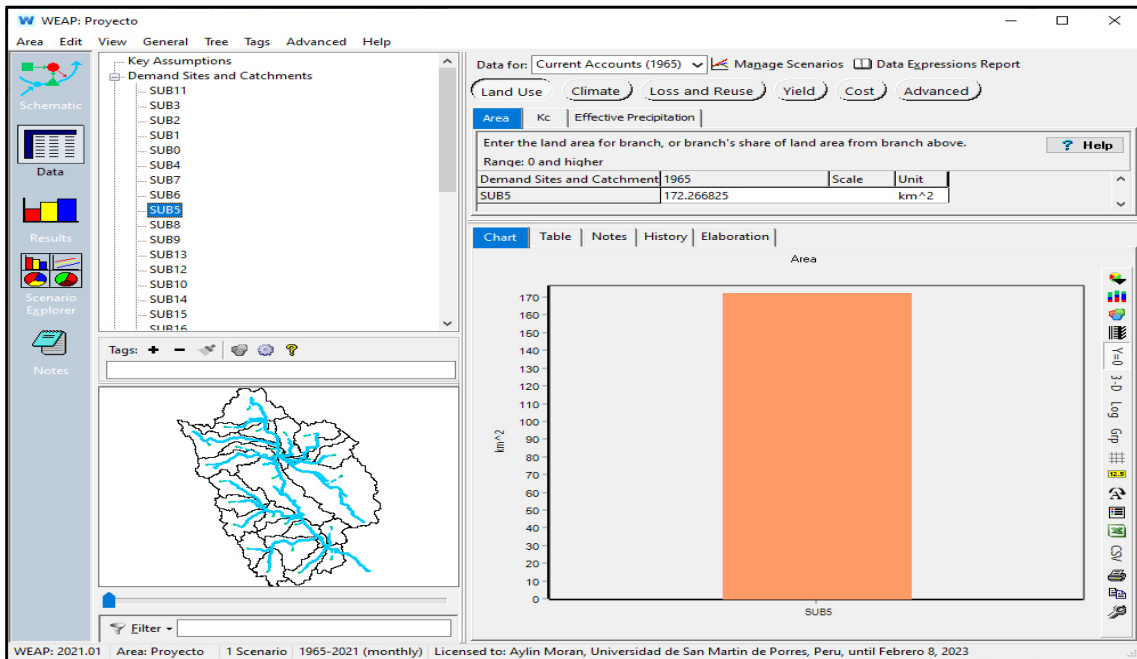 WEAP: Proyecto
Area Edit View General Tree Tags Advanced Help
Schematic
Data
Results
Scenario
Explorer
Notes
Key Assumptions
Demand Sites and Catchments
SUB11
SUB3
SUB2
SUB1
SUB0
SUB4
SUB7
SUB6
SUB5
SUB8
SUB9
SUB13
SUB12
SUB10
SUB14
SUB15
SUB16
Tags:
Filter
Data for: Current Accounts (1965) Manage Scenarios Data Expressions Report
Land Use Climate Loss and Reuse Yield Cost Advanced
Area Kc Effective Precipitation
Enter the land area for branch, or branch's share of land area from branch above.
Help
Range: 0 and higher
Demand Sites and Catchment 1965 Scale Unit
SUB5 172.266825 km^2
Chart Table Notes History Elaboration
Area
170
160
150
140
130
120
110
100
90
80
70
60
50
40
30
20
10
0
km^2
SUB5
Y=0
3-D
Log
Grp
12.5
CSV
WEAP: 2021.01 Area: Proyecto 1 Scenario 1965-2021 (monthly) Licensed to: Aylin Moran, Universidad de San Martin de Porres, Peru, until Febrero 8, 2023